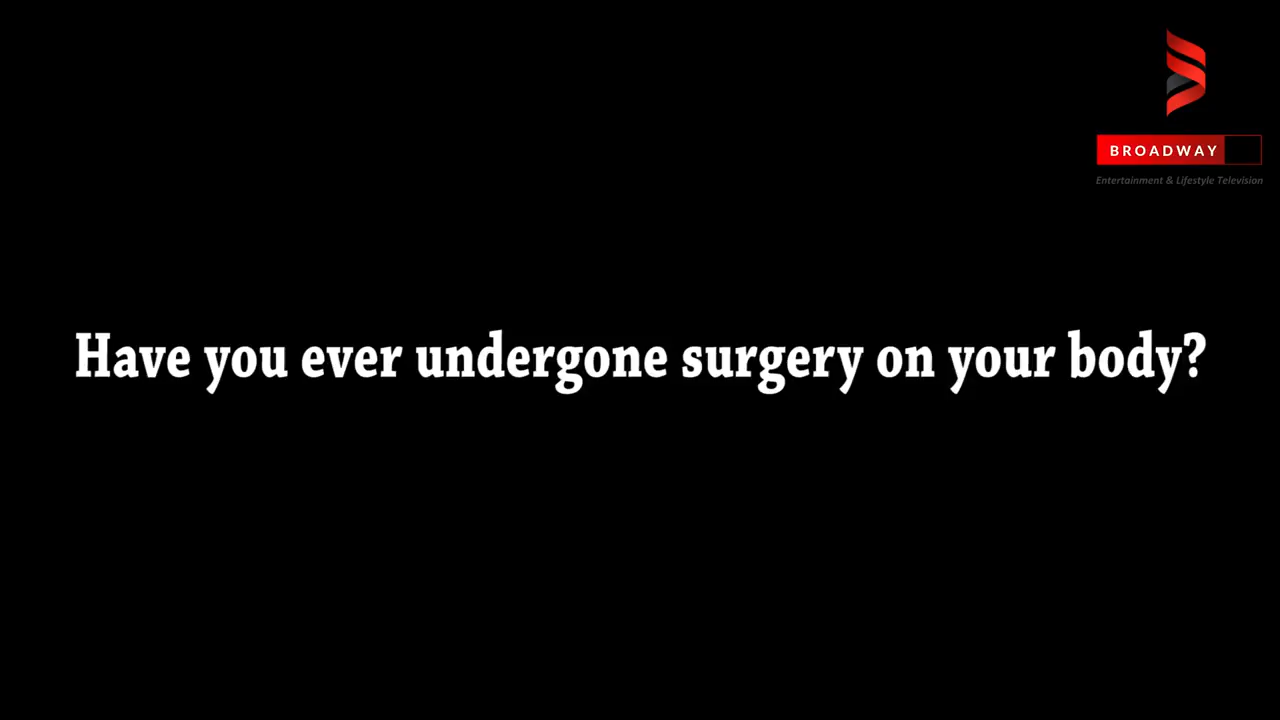 BROADWAY
Entertainment & Lifestyle Television
Have you ever undergone surgery on your body?